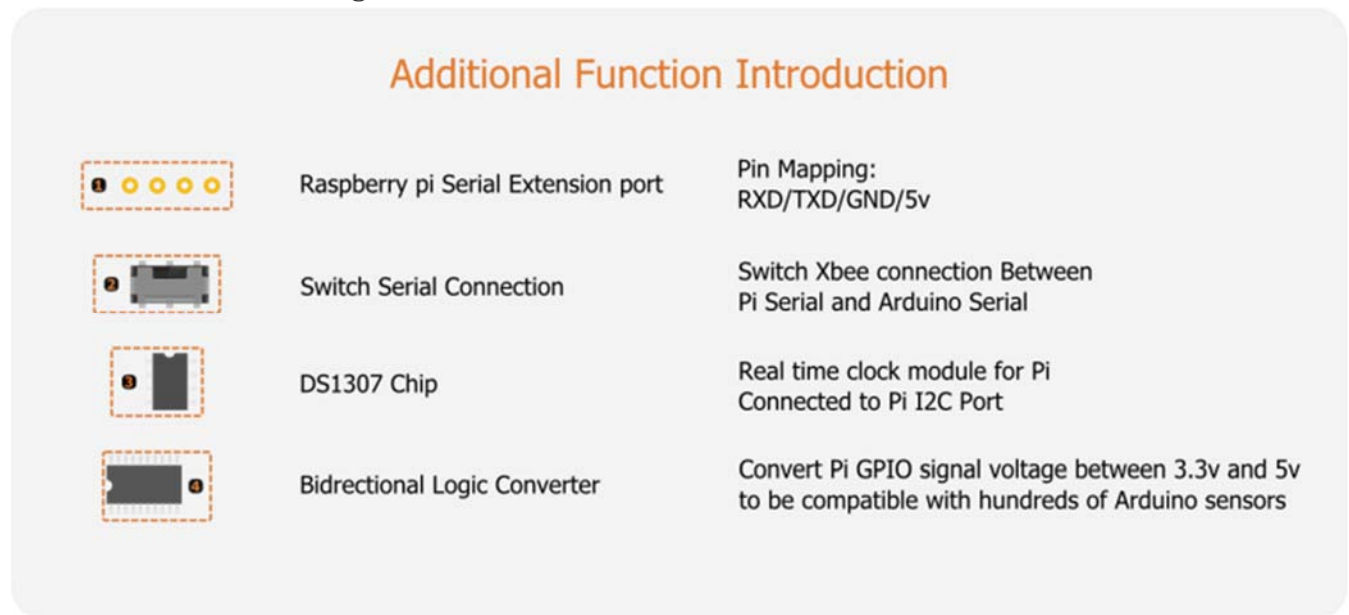 g
Additional Function Introduction
1
Raspberry pi Serial Extension port
Pin Mapping:
RXD/TXD/GND/5v
2
Switch Serial Connection
Switch Xbee connection Between
Pi Serial and Arduino Serial
3
DS1307 Chip
Real time clock module for Pi
Connected to Pi I2C Port
4
Bidrectional Logic Converter
Convert Pi GPIO signal voltage between 3.3v and 5v
to be compatible with hundreds of Arduino sensors